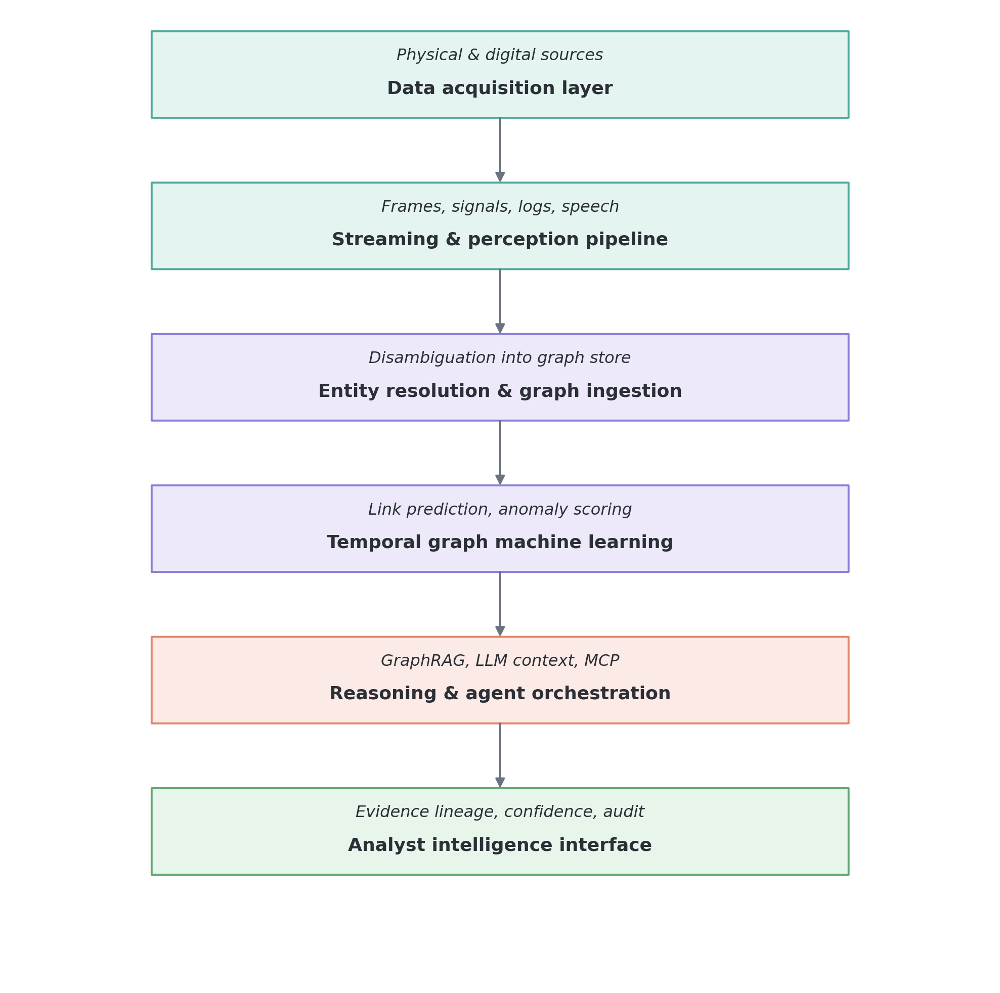 Physical & digital sources
Data acquisition layer
Frames, signals, logs, speech
Streaming & perception pipeline
Disambiguation into graph store
Entity resolution & graph ingestion
Link prediction, anomaly scoring
Temporal graph machine learning
GraphRAG, LLM context, MCP
Reasoning & agent orchestration
Evidence lineage, confidence, audit
Analyst intelligence interface